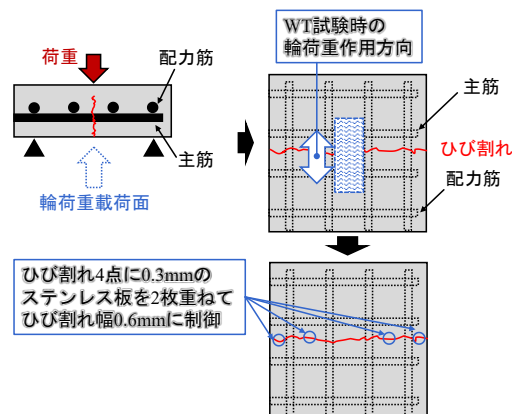 WT試験時の
輪荷重作用方向
荷重
配力筋
主筋
輪荷重載荷面
主筋
ひび割れ
配力筋
ひび割れ4点に0.3mmの
ステンレス板を2枚重ねて
ひび割れ幅0.6mmに制御